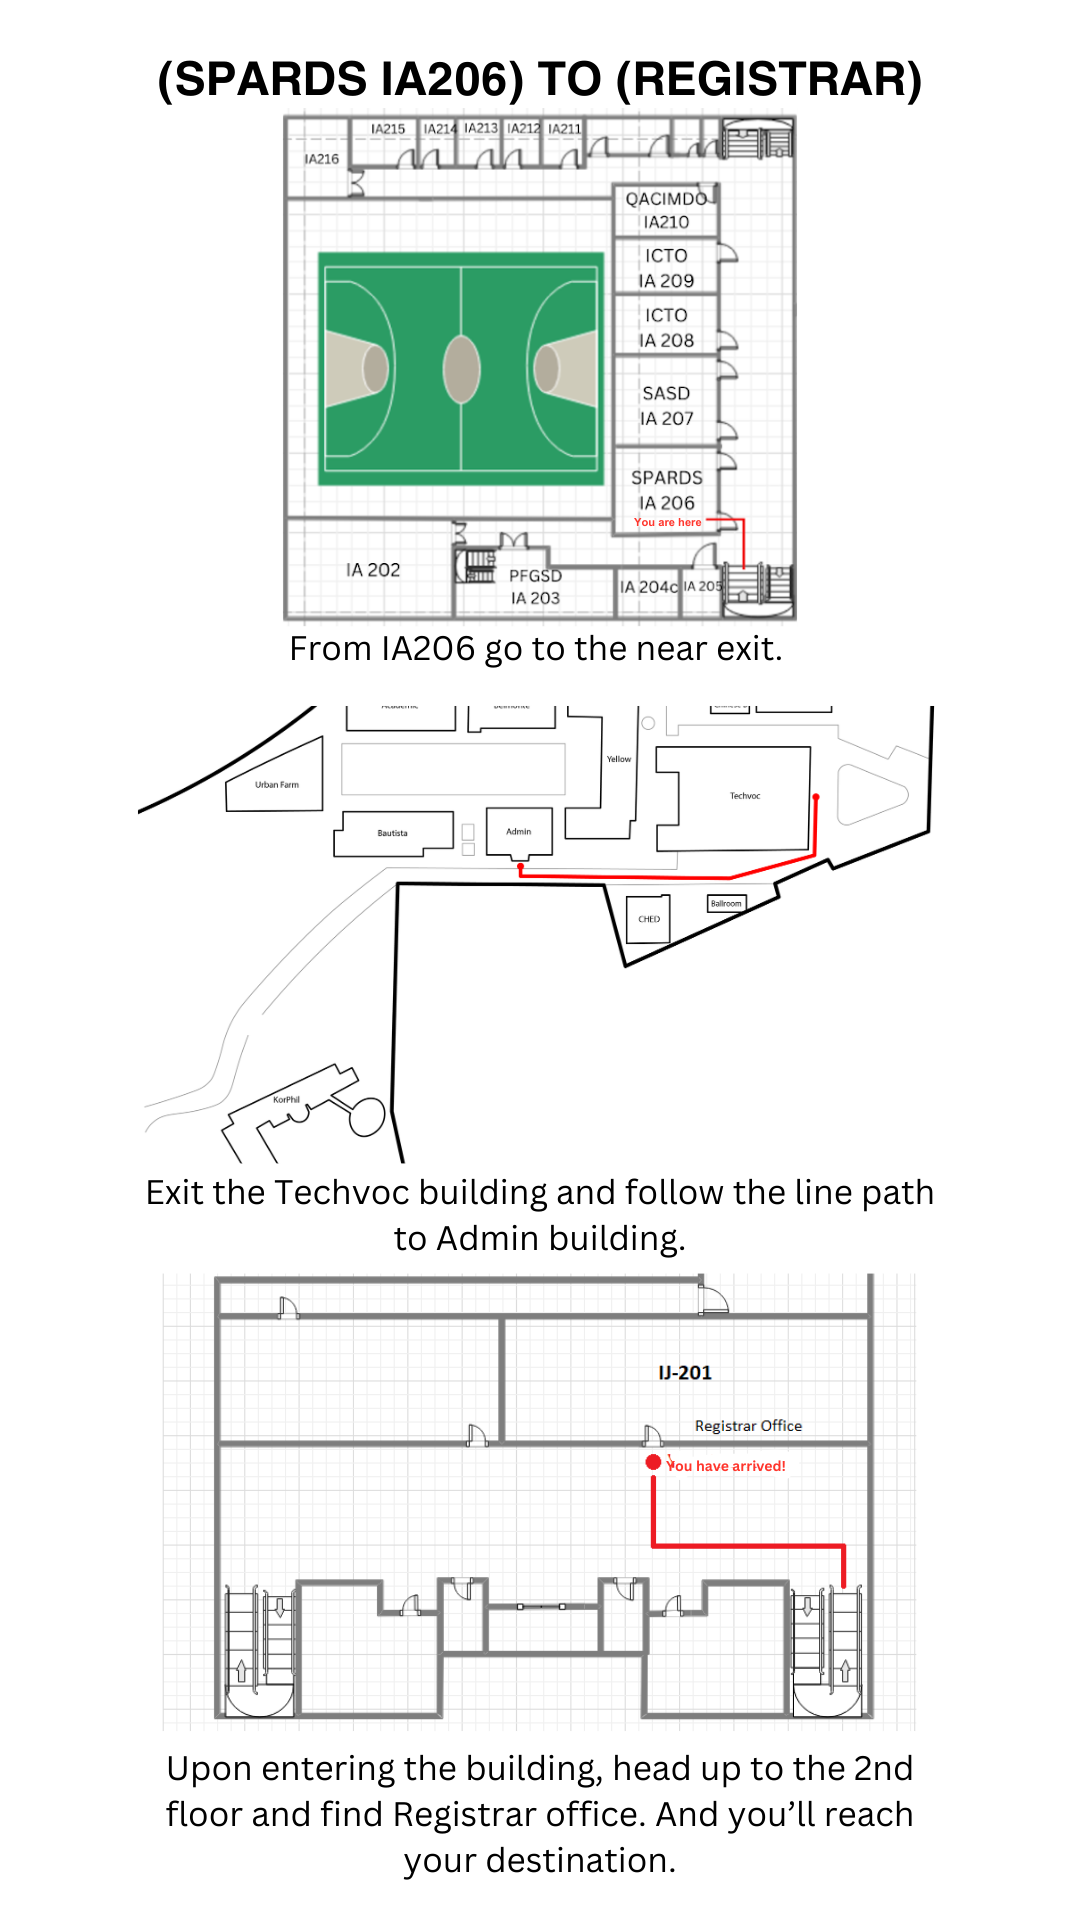 (SPARDS IA206) TO (REGISTRAR)
IA215
IA214
IA213
IA212
IA211
IA216
QACIMDO
IA210
ICTO
IA 209
ICTO
IA 208
SASD
IA 207
SPARDS
IA 206
You are here
IA 202
PFGSD
IA 203
IA 204c
IA 205
From IA206 go to the near exit.
Academic
Belmonte
Yellow
Urban Farm
Techvoc
Bautista
Admin
CHED
Ballroom
KorPhil
Exit the Techvoc building and follow the line path
to Admin building.
IJ-201
Registrar Office
You have arrived!
Upon entering the building, head up to the 2nd
floor and find Registrar office. And you’ll reach
your destination.